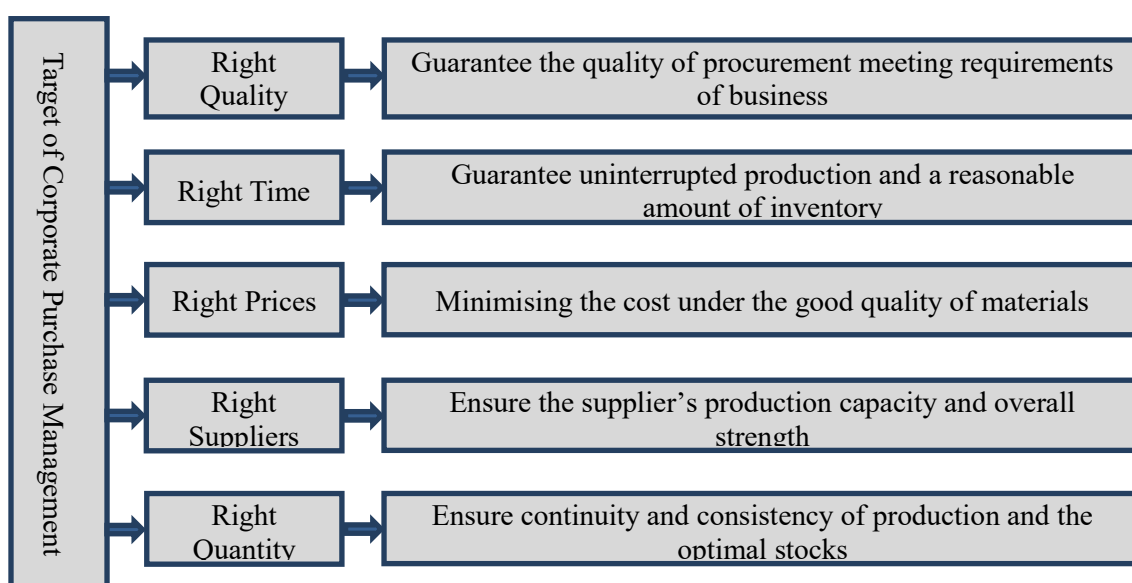 Target of Corporate Purchase Management
Right
Quality
Guarantee the quality of procurement meeting requirements
of business
Right Time
Guarantee uninterrupted production and a reasonable
amount of inventory
Right Prices
Minimising the cost under the good quality of materials
Right
Suppliers
Ensure the supplier’s production capacity and overall
strength
Right
Quantity
Ensure continuity and consistency of production and the
optimal stocks